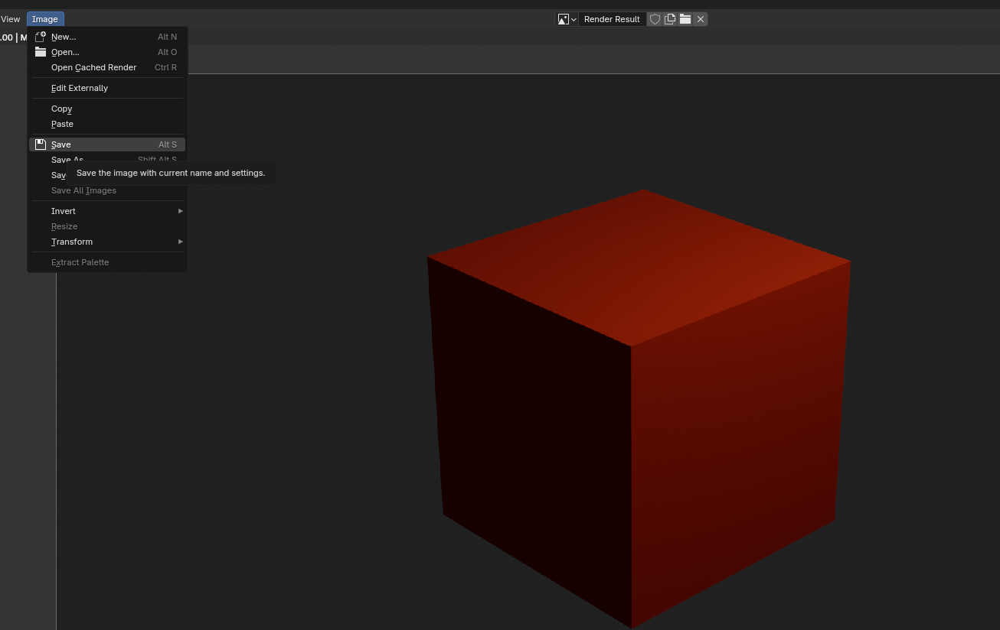 View Image Render Result
.00 | M
New... Alt N
Open... Alt O
Open Cached Render Ctrl R
Edit Externally
Copy
Paste
Save Alt S
Save As Shift Alt S
Save the image with current name and settings.
Save All Images
Invert
Resize
Transform
Extract Palette